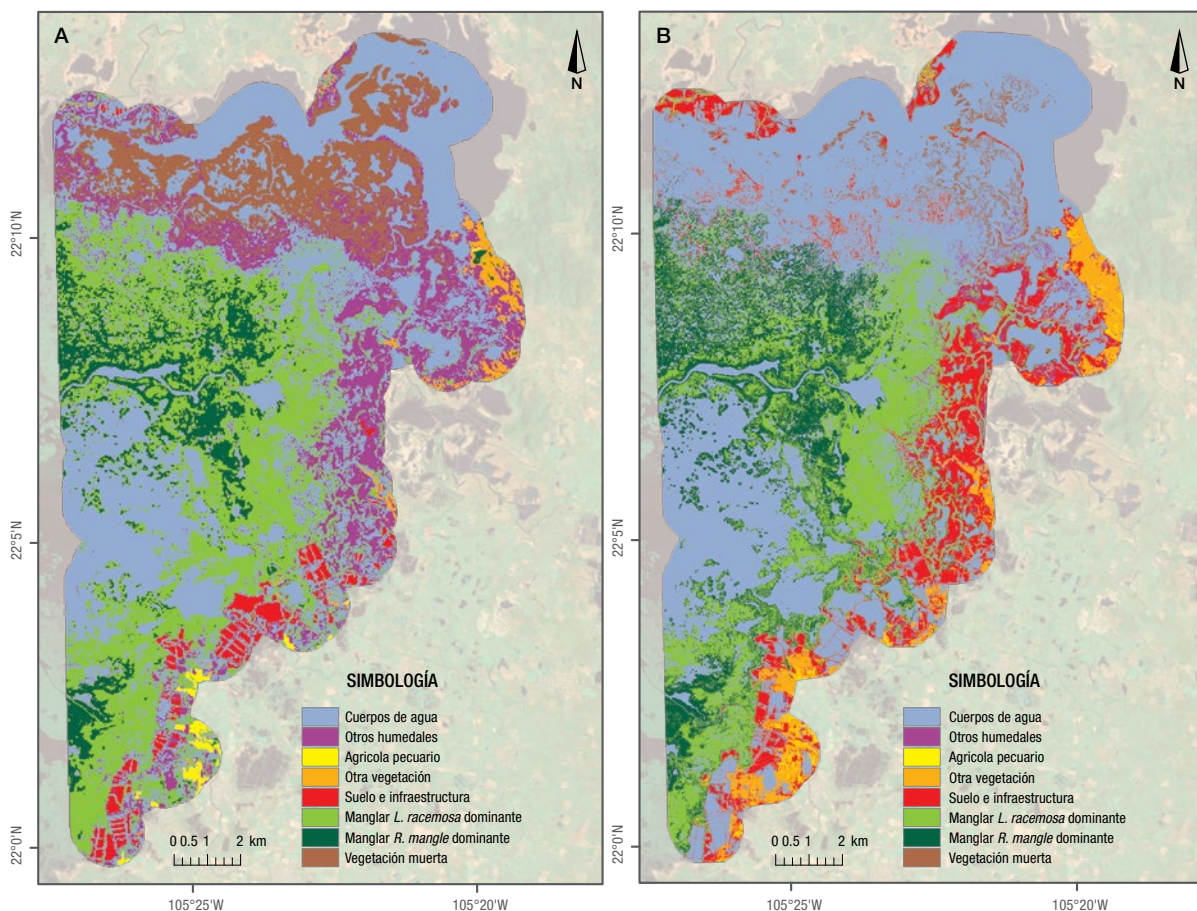 A
N
22°10'N
22°5'N
22°0'N
SIMBOLOGÍA
Cuerpos de agua
Otros humedales
Agricola pecuario
Otra vegetación
Suelo e infraestructura
Manglar L. racemosa dominante
Manglar R. mangle dominante
Vegetación muerta
0 0.5 1 2 km
105°25'W
105°20'W
B
N
22°10'N
22°5'N
22°0'N
SIMBOLOGÍA
Cuerpos de agua
Otros humedales
Agricola pecuario
Otra vegetación
Suelo e infraestructura
Manglar L. racemosa dominante
Manglar R. mangle dominante
Vegetación muerta
0 0.5 1 2 km
105°25'W
105°20'W